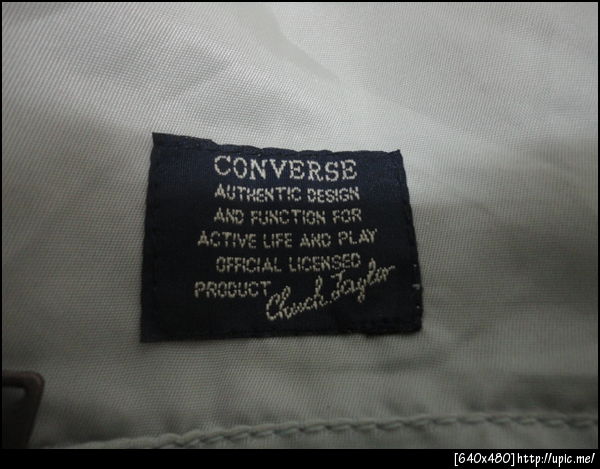 CONVERSE
AUTHENTIC DESIGN
AND FUNCTION FOR
ACTIVE LIFE AND PLAY
OFFICIAL LICENSED
PRODUCT Chuck Taylor
[640x480]http://upic.me/